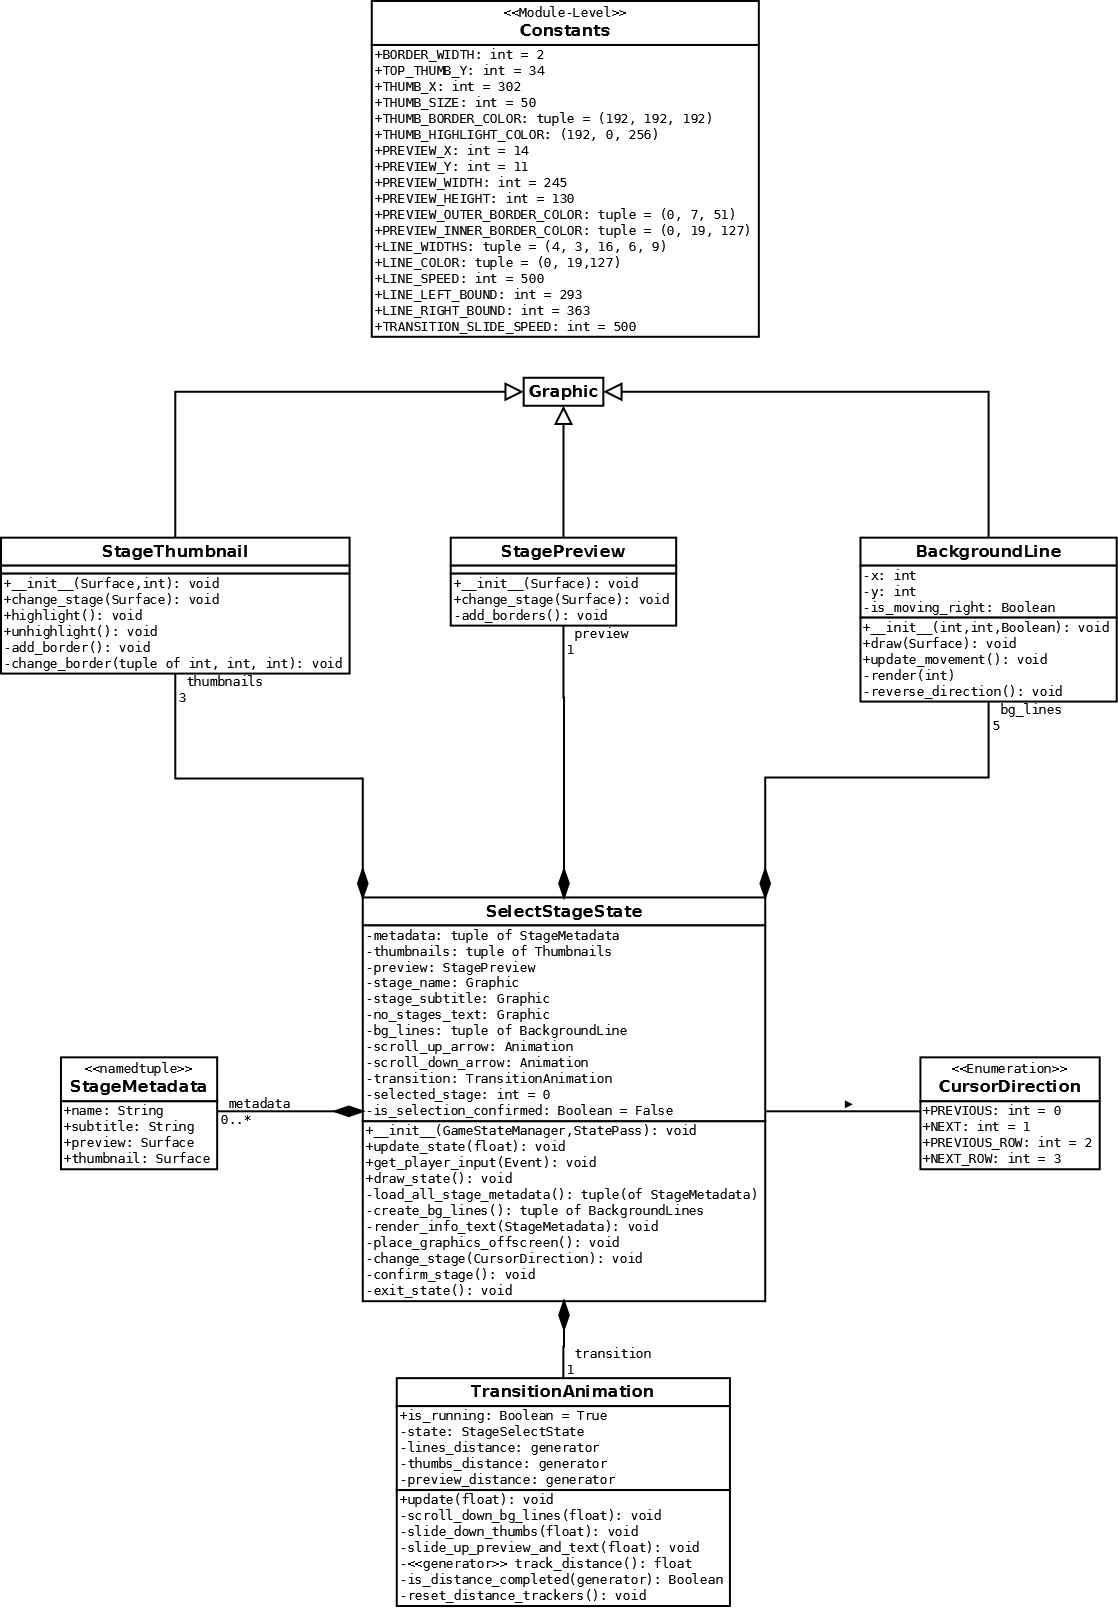 <<Module-Level>>
Constants
+BORDER_WIDTH: int = 2
+TOP_THUMB_Y: int = 34
+THUMB_X: int = 302
+THUMB_SIZE: int = 50
+THUMB_BORDER_COLOR: tuple = (192, 192, 192)
+THUMB_HIGHLIGHT_COLOR: (192, 0, 256)
+PREVIEW_X: int = 14
+PREVIEW_Y: int = 11
+PREVIEW_WIDTH: int = 245
+PREVIEW_HEIGHT: int = 130
+PREVIEW_OUTER_BORDER_COLOR: tuple = (0, 7, 51)
+PREVIEW_INNER_BORDER_COLOR: tuple = (0, 19, 127)
+LINE_WIDTHS: tuple = (4, 3, 16, 6, 9)
+LINE_COLOR: tuple = (0, 19,127)
+LINE_SPEED: int = 500
+LINE_LEFT_BOUND: int = 293
+LINE_RIGHT_BOUND: int = 363
+TRANSITION_SLIDE_SPEED: int = 500
Graphic
StageThumbnail
+__init__(Surface,int): void
+change_stage(Surface): void
+highlight(): void
+unhighlight(): void
-add_border(): void
-change_border(tuple of int, int, int): void
thumbnails
3
StagePreview
+__init__(Surface): void
+change_stage(Surface): void
-add_borders(): void
preview
1
BackgroundLine
-x: int
-y: int
-is_moving_right: Boolean
+__init__(int,int,Boolean): void
+draw(Surface): void
+update_movement(): void
-render(int)
-reverse_direction(): void
bg_lines
5
SelectStageState
-metadata: tuple of StageMetadata
-thumbnails: tuple of Thumbnails
-preview: StagePreview
-stage_name: Graphic
-stage_subtitle: Graphic
-no_stages_text: Graphic
-bg_lines: tuple of BackgroundLine
-scroll_up_arrow: Animation
-scroll_down_arrow: Animation
-transition: TransitionAnimation
-selected_stage: int = 0
-is_selection_confirmed: Boolean = False
+__init__(GameStateManager,StatePass): void
+update_state(float): void
+get_player_input(Event): void
+draw_state(): void
-load_all_stage_metadata(): tuple(of StageMetadata)
-create_bg_lines(): tuple of BackgroundLines
-render_info_text(StageMetadata): void
-place_graphics_offscreen(): void
-change_stage(CursorDirection): void
-confirm_stage(): void
-exit_state(): void
<<namedtuple>>
StageMetadata
+name: String
+subtitle: String
+preview: Surface
+thumbnail: Surface
metadata
0..*
<<Enumeration>>
CursorDirection
+PREVIOUS: int = 0
+NEXT: int = 1
+PREVIOUS_ROW: int = 2
+NEXT_ROW: int = 3
transition
1
TransitionAnimation
+is_running: Boolean = True
-state: StageSelectState
-lines_distance: generator
-thumbs_distance: generator
-preview_distance: generator
+update(float): void
-scroll_down_bg_lines(float): void
-slide_down_thumbs(float): void
-slide_up_preview_and_text(float): void
-<<generator>> track_distance(): float
-is_distance_completed(generator): Boolean
-reset_distance_trackers(): void